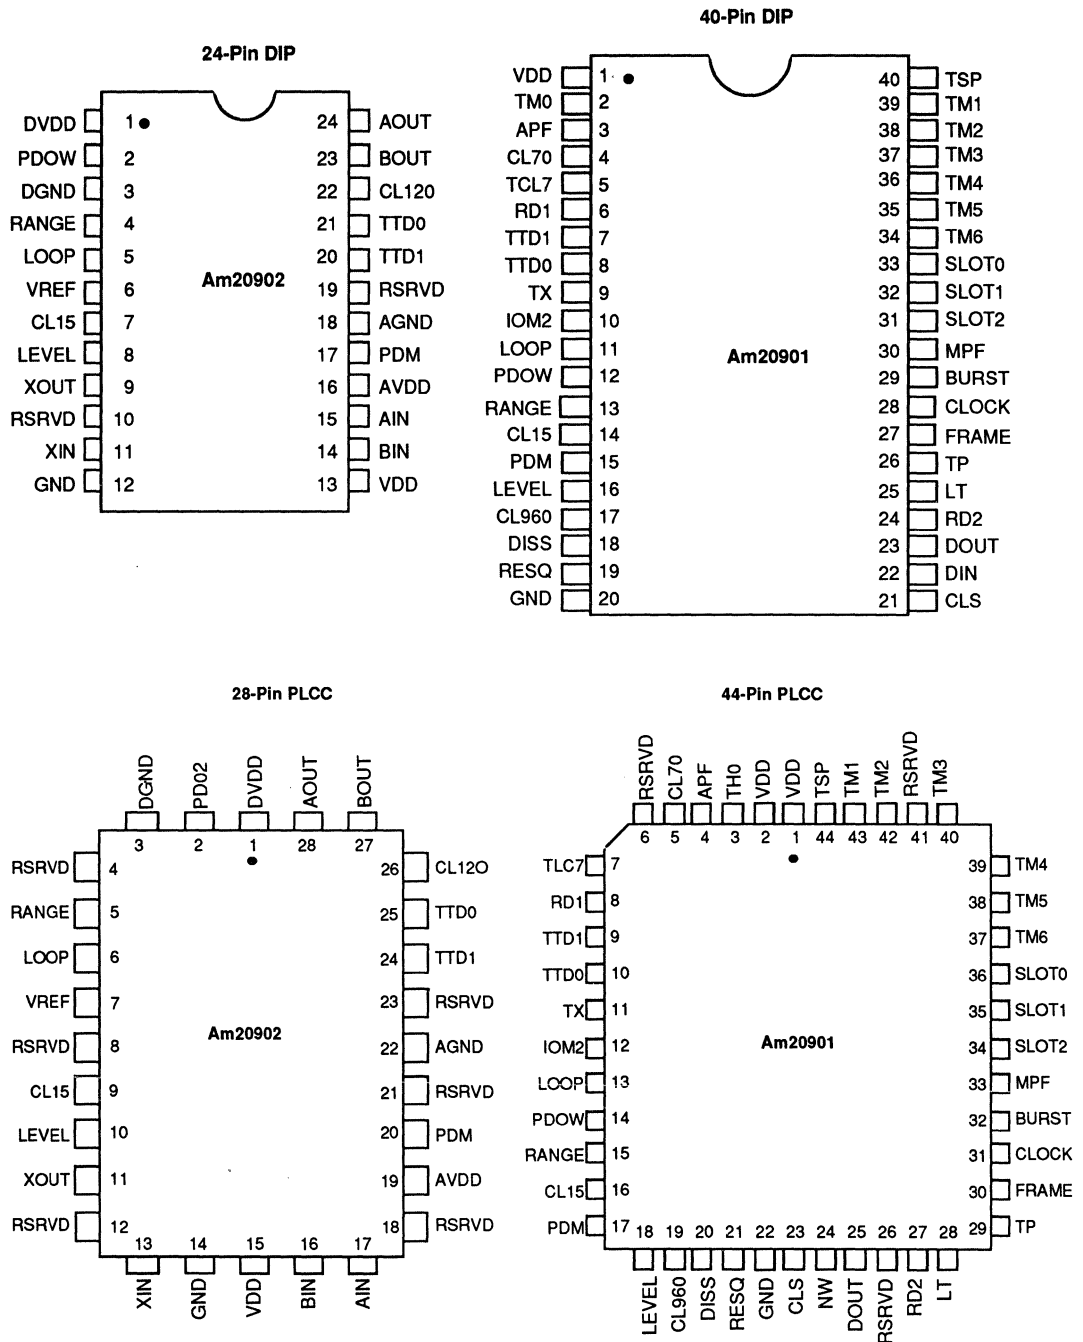 24-Pin DIP
DVDD 1 24 AOUT
PDOW 2 23 BOUT
DGND 3 22 CL120
RANGE 4 21 TTD0
LOOP 5 20 TTD1
VREF 6 19 RSRVD
CL15 7 18 AGND
LEVEL 8 17 PDM
XOUT 9 16 AVDD
RSRVD 10 15 AIN
XIN 11 14 BIN
GND 12 13 VDD
Am20902
40-Pin DIP
VDD 1 40 TSP
TM0 2 39 TM1
APF 3 38 TM2
CL70 4 37 TM3
TCL7 5 36 TM4
RD1 6 35 TM5
TTD1 7 34 TM6
TTD0 8 33 SLOT0
TX 9 32 SLOT1
IOM2 10 31 SLOT2
LOOP 11 30 MPF
PDOW 12 29 BURST
RANGE 13 28 CLOCK
CL15 14 27 FRAME
PDM 15 26 TP
LEVEL 16 25 LT
CL960 17 24 RD2
DISS 18 23 DOUT
RESQ 19 22 DIN
GND 20 21 CLS
Am20901
28-Pin PLCC
DGND PD02 DVDD AOUT BOUT
3 2 1 28 27
RSRVD 4 26 CL12O
RANGE 5 25 TTD0
LOOP 6 24 TTD1
VREF 7 23 RSRVD
Am20902
RSRVD 8 22 AGND
CL15 9 21 RSRVD
LEVEL 10 20 PDM
XOUT 11 19 AVDD
RSRVD 12 18 RSRVD
13 14 15 16 17
XIN GND VDD BIN AIN
44-Pin PLCC
RSRVD CL70 APF TH0 VDD VDD TSP TM1 TM2 RSRVD TM3
6 5 4 3 2 1 44 43 42 41 40
TLC7 7 39 TM4
RD1 8 38 TM5
TTD1 9 37 TM6
TTD0 10 36 SLOT0
TX 11 35 SLOT1
Am20901
IOM2 12 34 SLOT2
LOOP 13 33 MPF
PDOW 14 32 BURST
RANGE 15 31 CLOCK
CL15 16 30 FRAME
PDM 17 29 TP
18 19 20 21 22 23 24 25 26 27 28
LEVEL CL960 DISS RESQ GND CLS NW DOUT RSRVD RD2 LT